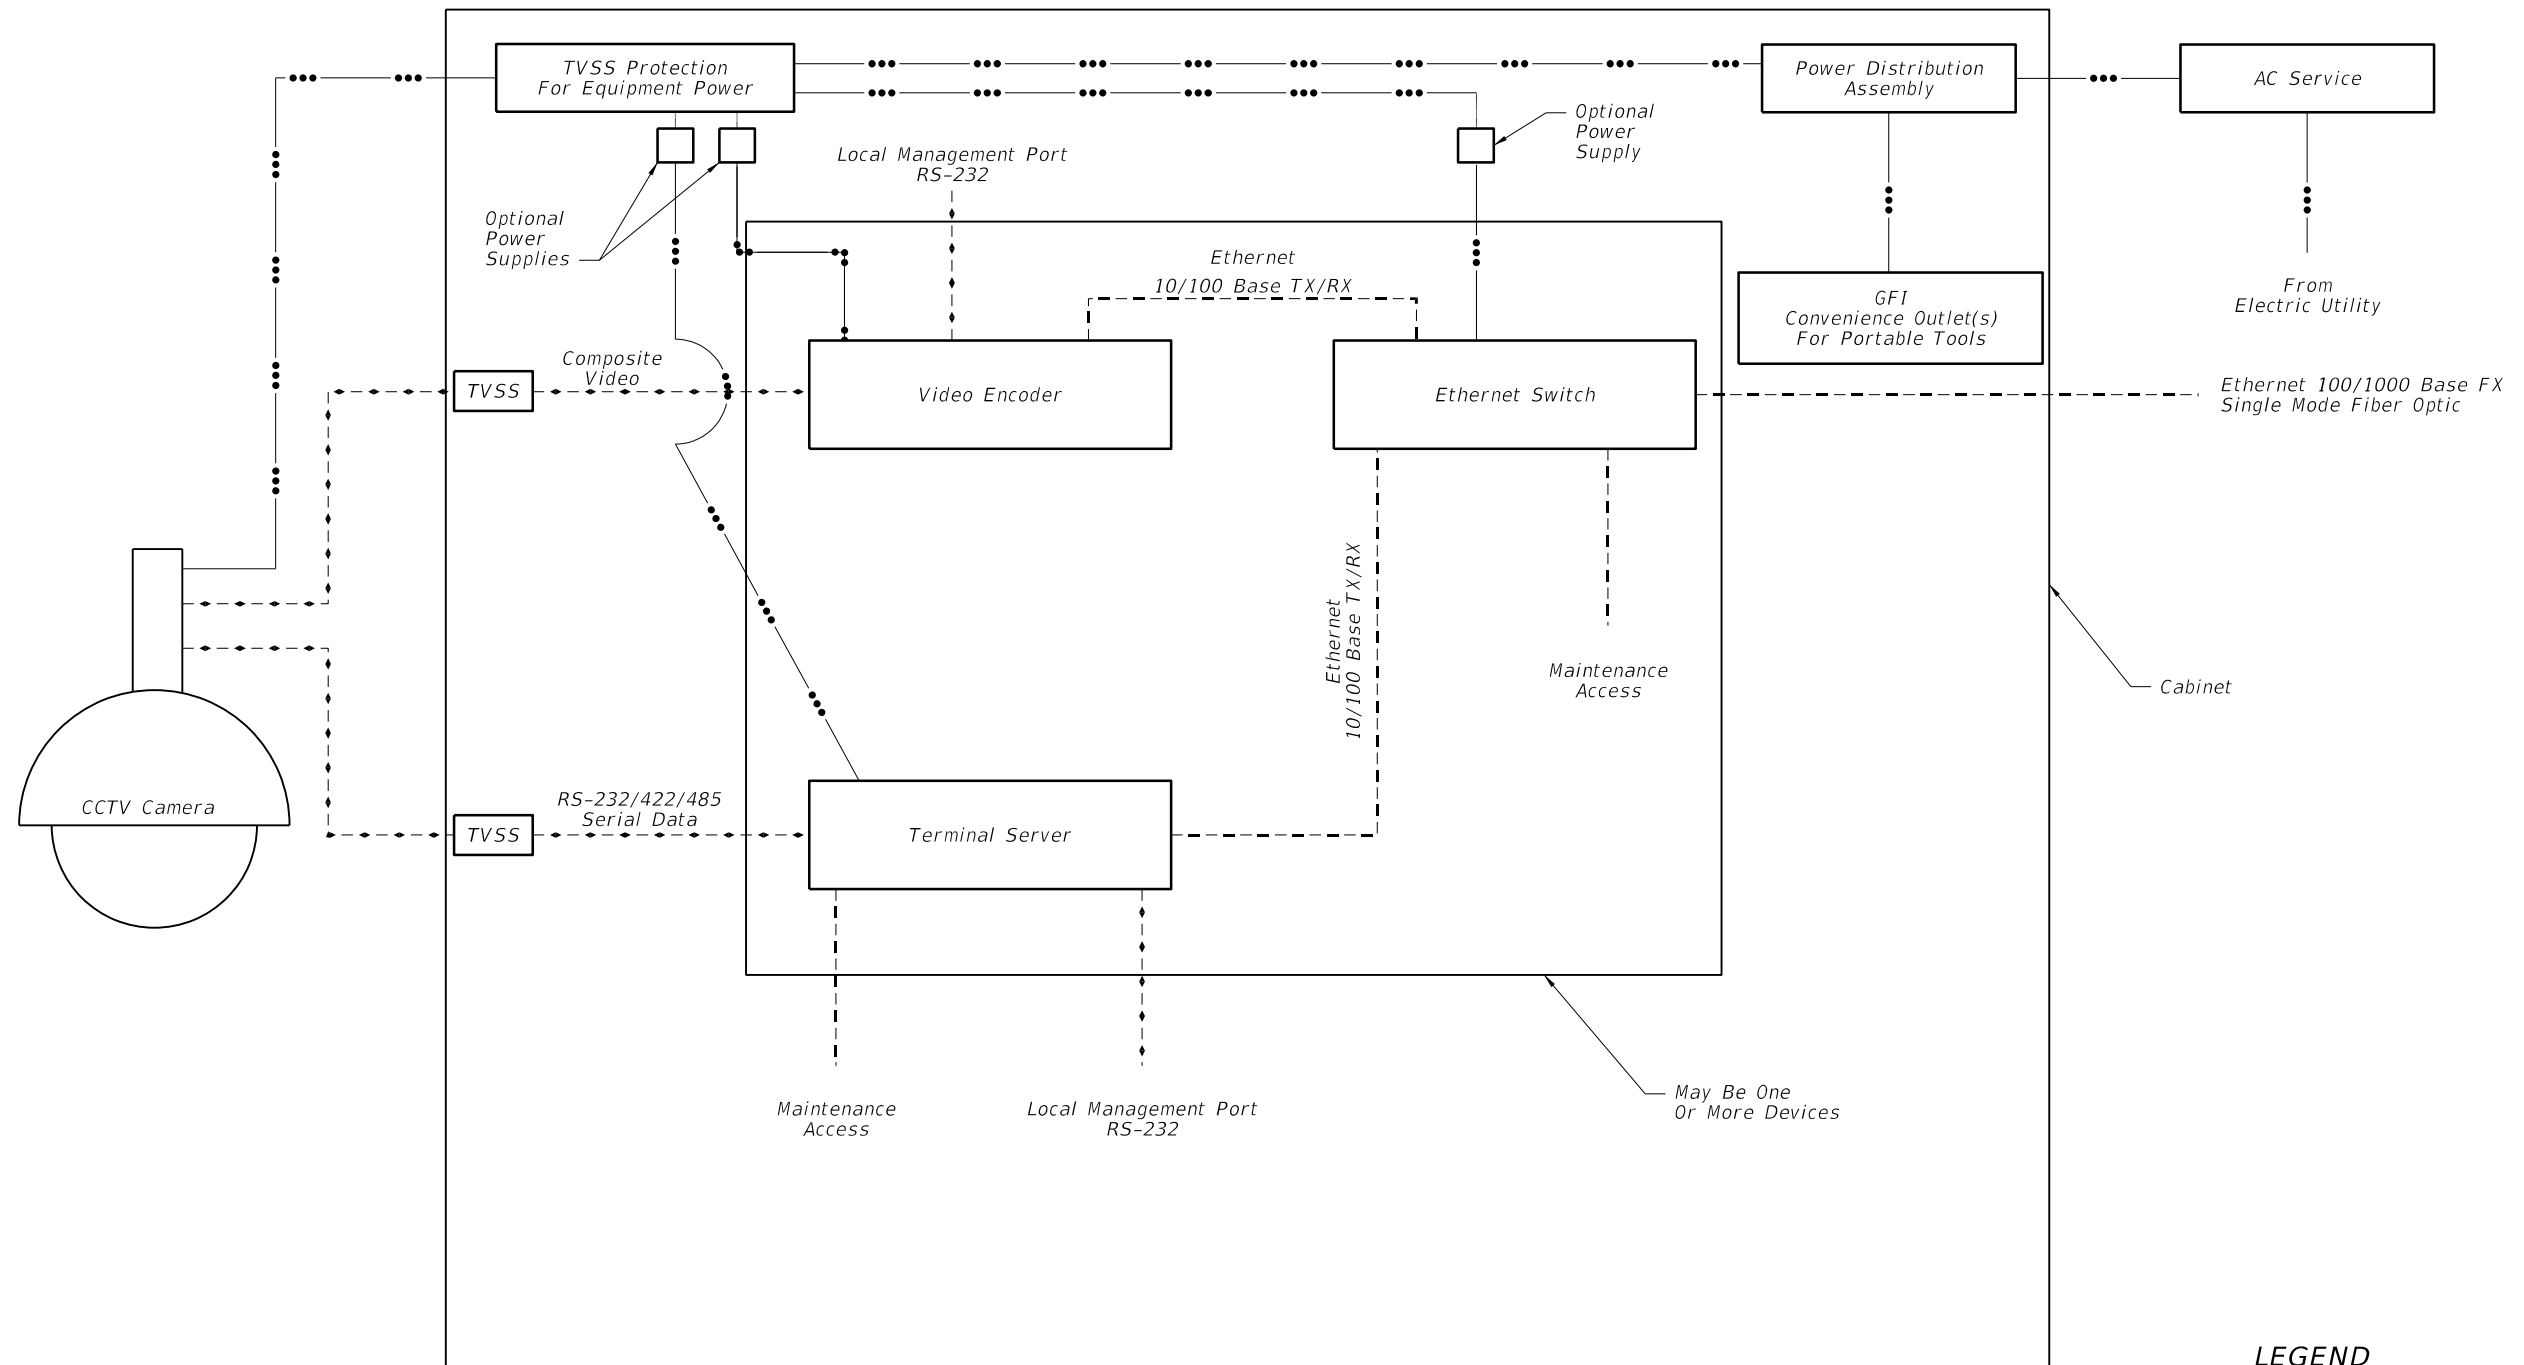 TVSS Protection
For Equipment Power
Power Distribution
Assembly
AC Service
Optional
Power
Supply
Local Management Port
RS-232
Optional
Power
Supplies
Ethernet
10/100 Base TX/RX
GFI
Convenience Outlet(s)
For Portable Tools
From
Electric Utility
Composite
Video
TVSS
Video Encoder
Ethernet Switch
Ethernet 100/1000 Base FX
Single Mode Fiber Optic
Ethernet
10/100 Base TX/RX
Maintenance
Access
Cabinet
CCTV Camera
RS-232/422/485
Serial Data
TVSS
Terminal Server
Maintenance
Access
Local Management Port
RS-232
May Be One
Or More Devices
LEGEND